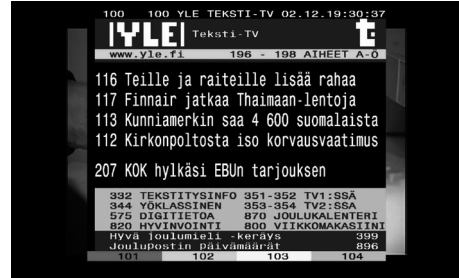 100 100 YLE TEKSTI-TV 02.12.19:30:37
YLE Teksti-TV t
www.yle.fi 196 - 198 AIHEET A-Ö
116 Teille ja raiteille lisää rahaa
117 Finnair jatkaa Thaimaan-lentoja
113 Kunniamerkin saa 4 600 suomalaista
112 Kirkonpoltosta iso korvausvaatimus
207 KOK hylkäsi EBUn tarjouksen
332 TEKSTITYSINFO 351-352 TV1:SSÄ
344 YÖKLASSINEN 353-354 TV2:SSA
575 DIGITIETOA 870 JOULUKALENTERI
820 HYVINVOINTI 800 VIIKKOMAKASIINI
Hyvä joulumieli -keräys 399
Joulupostin päivämäärät 896
101 102 103 104